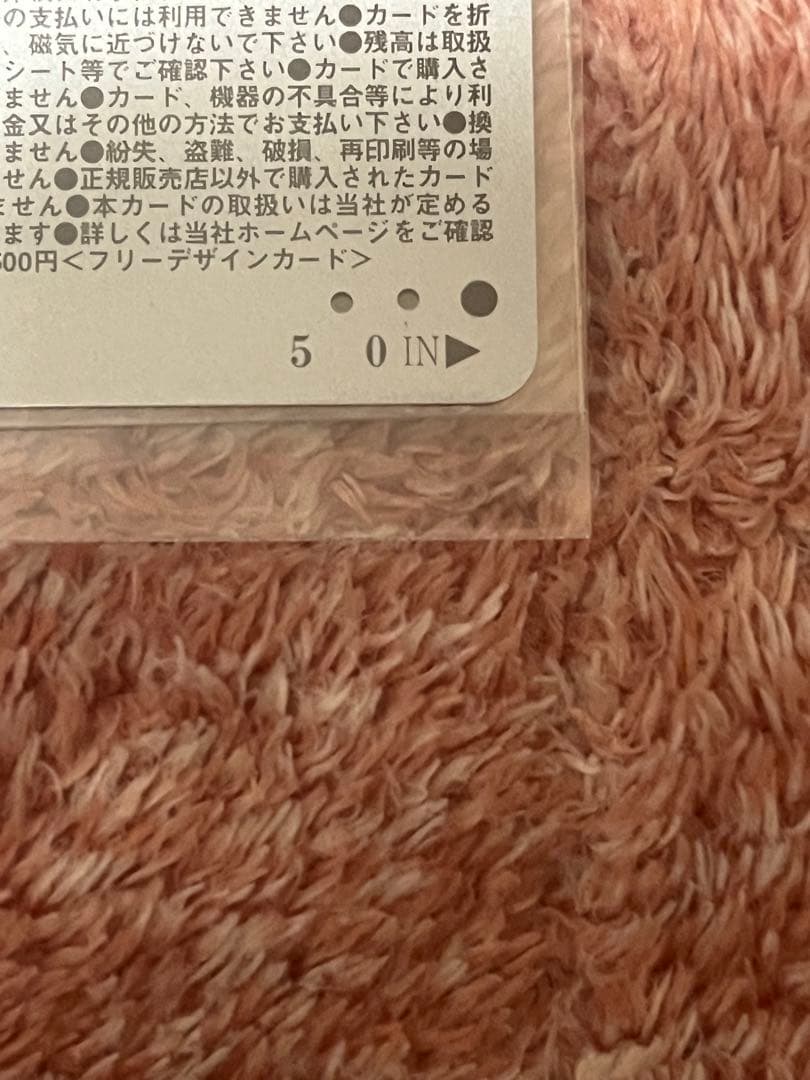 の支払いには利用できません●カードを折
、磁気に近づけないで下さい●残高は取扱
シート等でご確認下さい●カードで購入さ
ません●カード、機器の不具合等により利
金又はその他の方法でお支払い下さい●換
ません●紛失、盗難、破損、再印刷等の場
せん●正規販売店以外で購入されたカード
ません●本カードの取扱いは当社が定める
ます●詳しくは当社ホームページをご確認
500円<フリーデザインカード>
5 0 IN▶